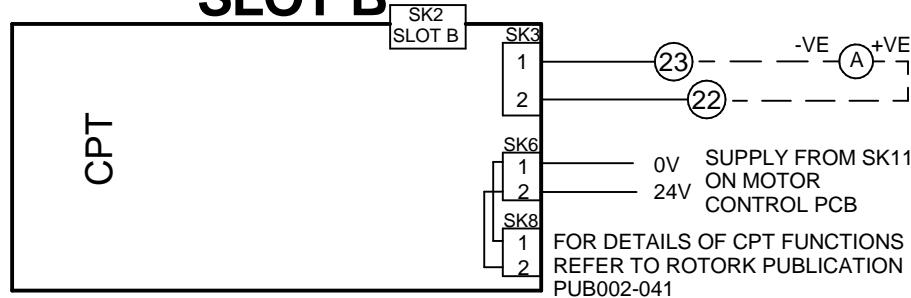 SLOT B
SK2
SLOT B
CPT
SK3
1
2
23
22
-VE
A
+VE
SK6
1
2
0V
24V
SUPPLY FROM SK11
ON MOTOR
CONTROL PCB
SK8
1
2
FOR DETAILS OF CPT FUNCTIONS
REFER TO ROTORK PUBLICATION
PUB002-041